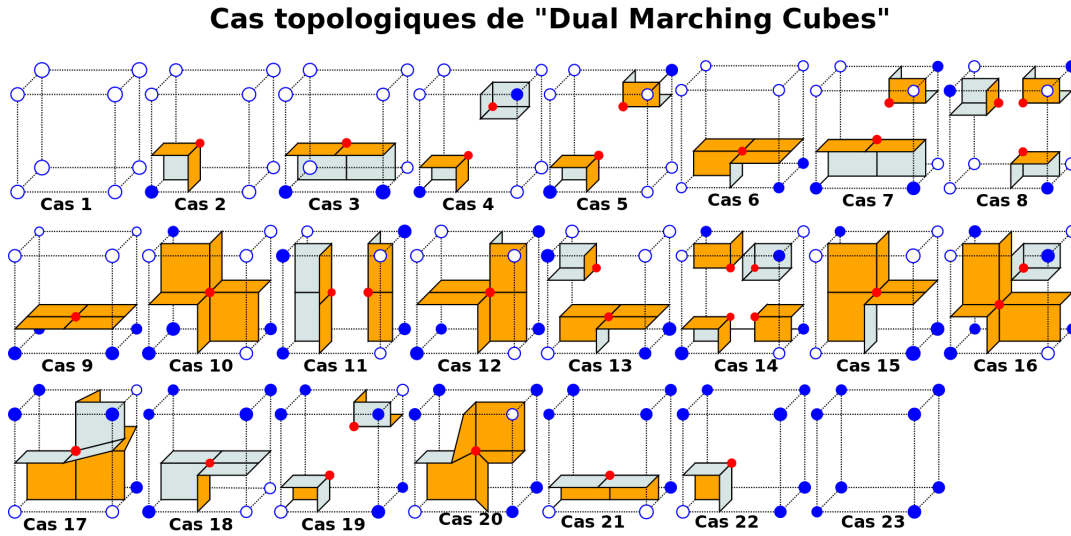 Cas topologiques de "Dual Marching Cubes"
Cas 1
Cas 2
Cas 3
Cas 4
Cas 5
Cas 6
Cas 7
Cas 8
Cas 9
Cas 10
Cas 11
Cas 12
Cas 13
Cas 14
Cas 15
Cas 16
Cas 17
Cas 18
Cas 19
Cas 20
Cas 21
Cas 22
Cas 23